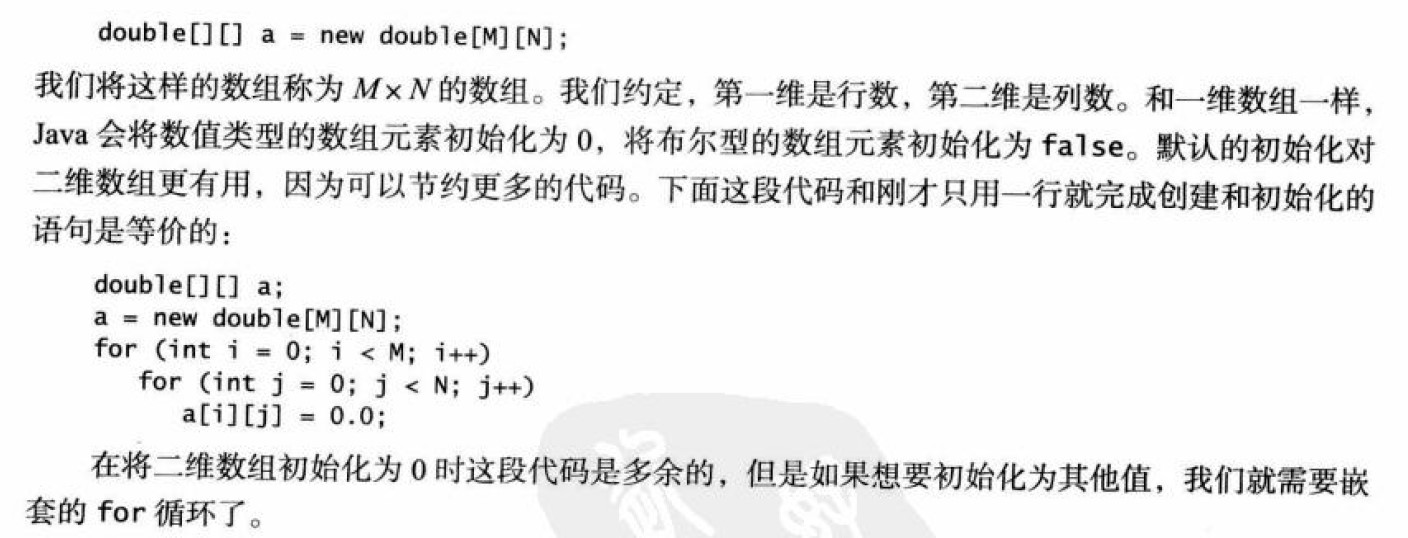 double[][] a = new double[M][N];
我们将这样的数组称为 M×N 的数组。我们约定，第一维是行数，第二维是列数。和一维数组一样，
Java 会将数值类型的数组元素初始化为 0，将布尔型的数组元素初始化为 false。默认的初始化对
二维数组更有用，因为可以节约更多的代码。下面这段代码和刚才只用一行就完成创建和初始化的
语句是等价的：
double[][] a;
a = new double[M][N];
for (int i = 0; i < M; i++)
for (int j = 0; j < N; j++)
a[i][j] = 0.0;
在将二维数组初始化为 0 时这段代码是多余的，但是如果想要初始化为其他值，我们就需要嵌
套的 for 循环了。